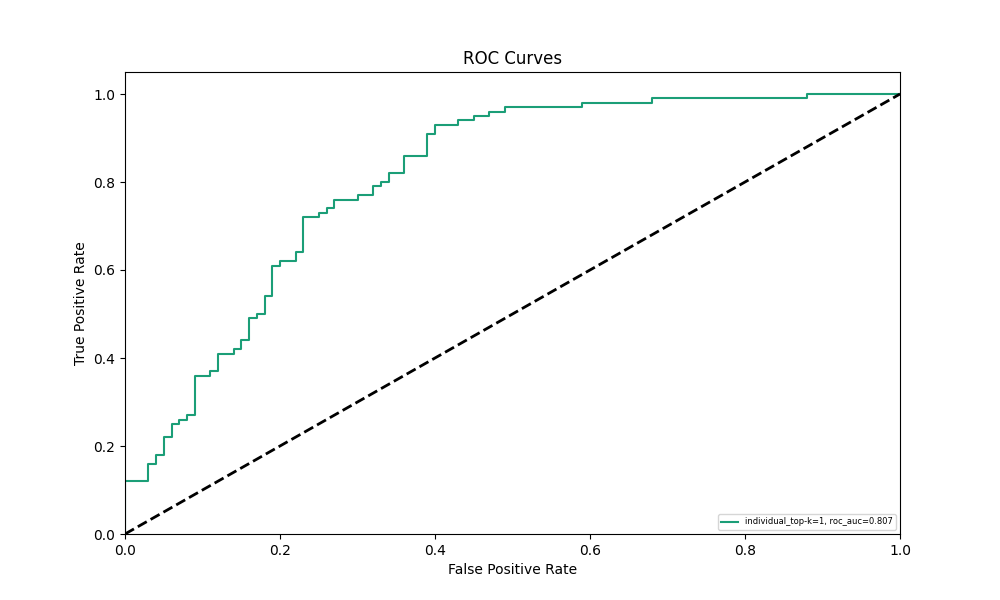 ROC Curves
True Positive Rate
1.0
0.8
0.6
0.4
0.2
0.0
individual_top-k=1, roc_auc=0.807
0.0 0.2 0.4 0.6 0.8 1.0
False Positive Rate